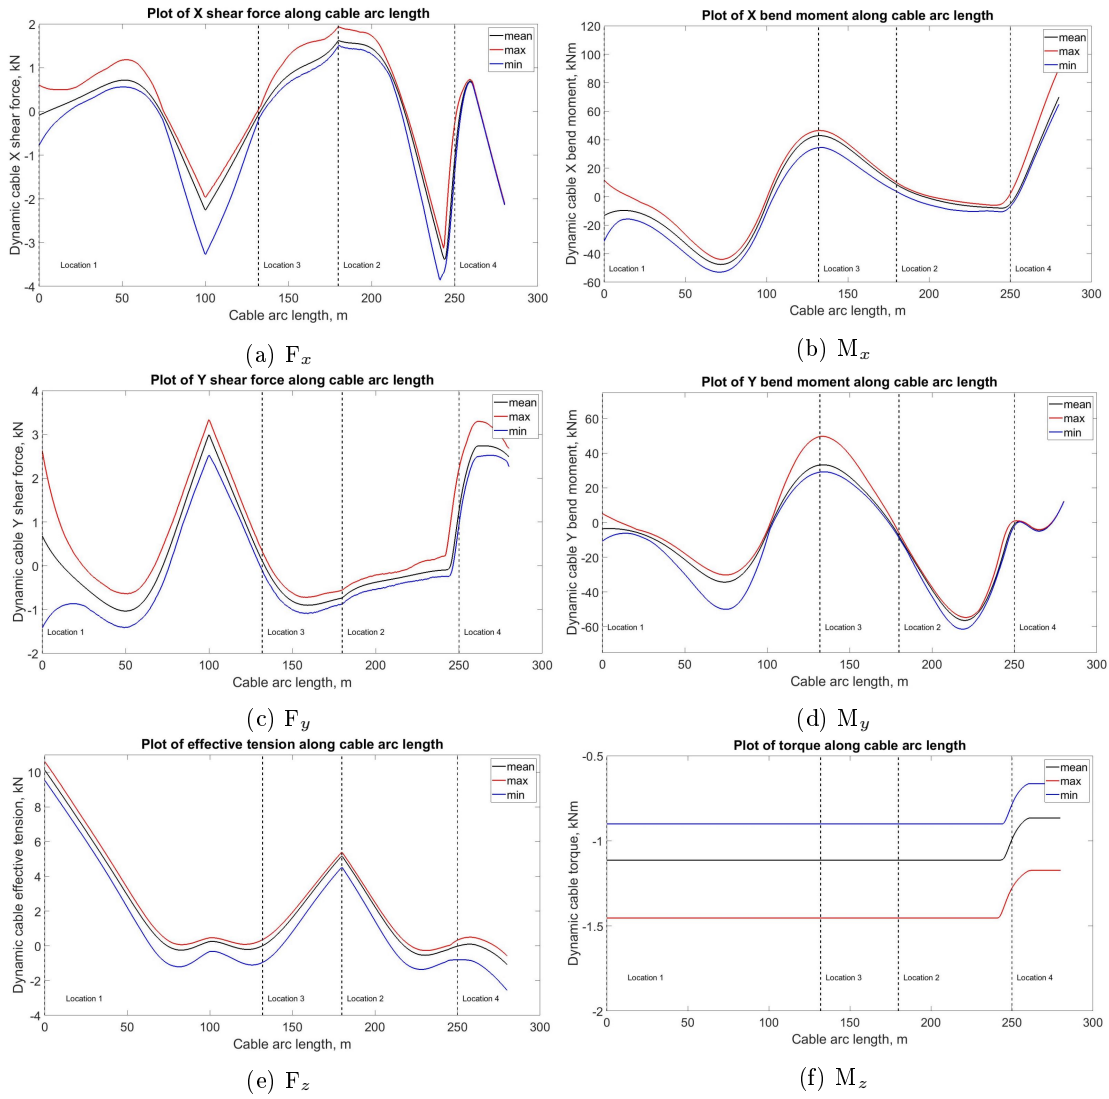 Plot of X shear force along cable arc length
Dynamic cable X shear force, kN
2
1
0
-1
-2
-3
-4
mean
max
min
Location 1
Location 3
Location 2
Location 4
0 50 100 150 200 250 300
Cable arc length, m
(a) Fx
Plot of X bend moment along cable arc length
Dynamic cable X bend moment, kNm
120
100
80
60
40
20
0
-20
-40
-60
mean
max
min
Location 1
Location 3
Location 2
Location 4
0 50 100 150 200 250 300
Cable arc length, m
(b) Mx
Plot of Y shear force along cable arc length
Dynamic cable Y shear force, kN
4
3
2
1
0
-1
-2
mean
max
min
Location 1
Location 3
Location 2
Location 4
0 50 100 150 200 250 300
Cable arc length, m
(c) Fy
Plot of Y bend moment along cable arc length
Dynamic cable Y bend moment, kNm
60
40
20
0
-20
-40
-60
mean
max
min
Location 1
Location 3
Location 2
Location 4
0 50 100 150 200 250 300
Cable arc length, m
(d) My
Plot of effective tension along cable arc length
Dynamic cable effective tension, kN
10
8
6
4
2
0
-2
-4
mean
max
min
Location 1
Location 3
Location 2
Location 4
0 50 100 150 200 250 300
Cable arc length, m
(e) Fz
Plot of torque along cable arc length
Dynamic cable torque, kNm
-0.5
-1
-1.5
-2
mean
max
min
Location 1
Location 3
Location 2
Location 4
0 50 100 150 200 250 300
Cable arc length, m
(f) Mz